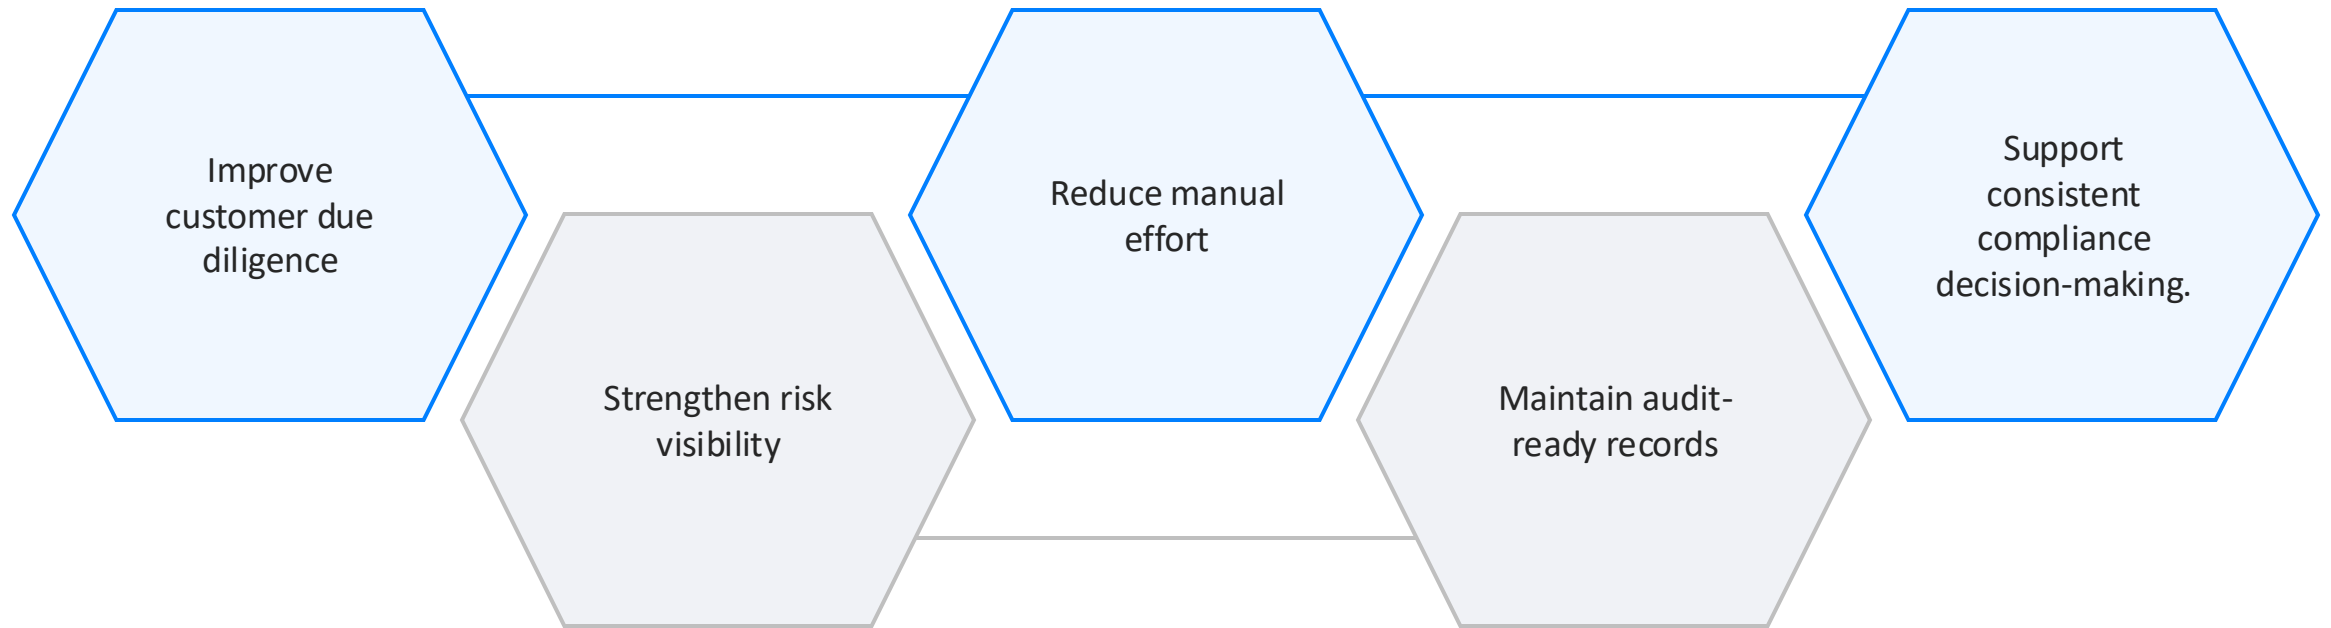 Improve
customer due
diligence
Strengthen risk
visibility
Reduce manual
effort
Maintain audit-
ready records
Support
consistent
compliance
decision-making.